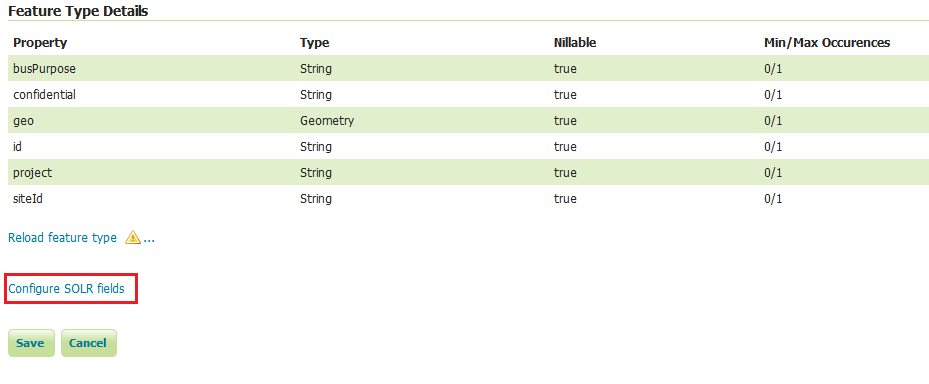 Feature Type Details
Property Type Nillable Min/Max Occurences
busPurpose String true 0/1
confidential String true 0/1
geo Geometry true 0/1
id String true 0/1
project String true 0/1
siteId String true 0/1
Reload feature type ...
Configure SOLR fields
Save Cancel